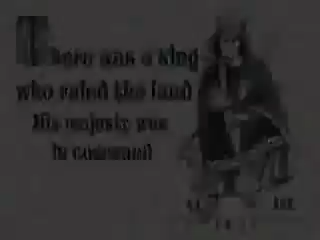 There was a King
who ruled the land
His majesty was
in command